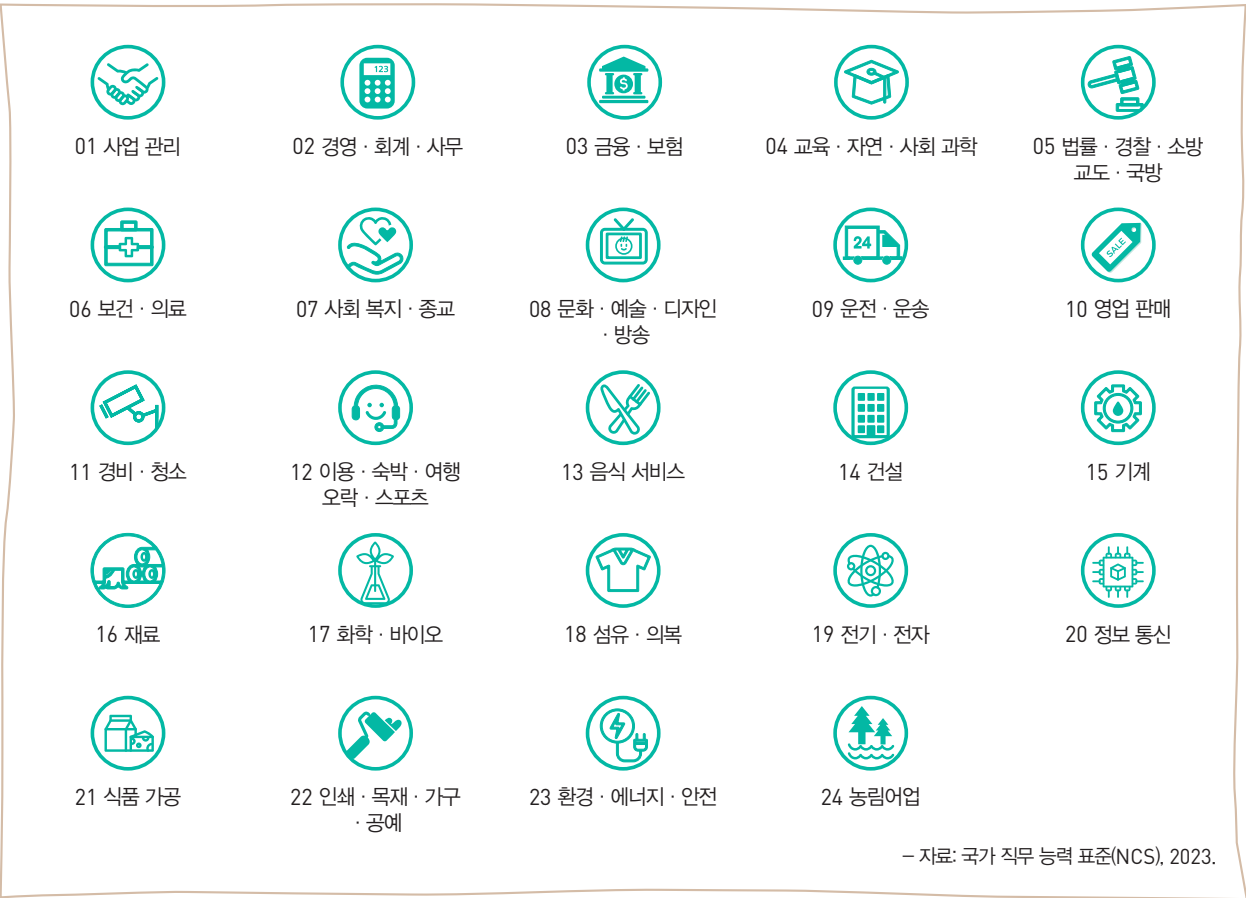 123
01 사업 관리
02 경영 · 회계 · 사무
03 금융 · 보험
04 교육 · 자연 · 사회 과학
05 법률 · 경찰 · 소방
교도 · 국방
06 보건 · 의료
07 사회 복지 · 종교
08 문화 · 예술 · 디자인
· 방송
24
09 운전 · 운송
SALE
10 영업 판매
11 경비 · 청소
12 이용 · 숙박 · 여행
오락 · 스포츠
13 음식 서비스
14 건설
15 기계
16 재료
17 화학 · 바이오
18 섬유 · 의복
19 전기 · 전자
20 정보 통신
21 식품 가공
22 인쇄 · 목재 · 가구
· 공예
23 환경 · 에너지 · 안전
24 농림어업
– 자료: 국가 직무 능력 표준(NCS), 2023.